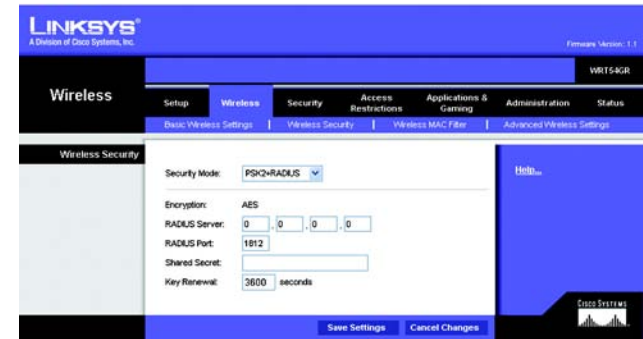 LINKSYS®
A Division of Cisco Systems, Inc.
Firmware Version: 1.1
WRT54GR
Wireless
Setup Wireless Security Access Restrictions Applications & Gaming Administration Status
Basic Wireless Settings | Wireless Security | Wireless MAC Filter | Advanced Wireless Settings
Wireless Security
Security Mode: PSK2+RADIUS
Help...
Encryption: AES
RADIUS Server: 0 . 0 . 0 . 0
RADIUS Port: 1812
Shared Secret:
Key Renewal: 3600 seconds
CISCO SYSTEMS
Save Settings Cancel Changes